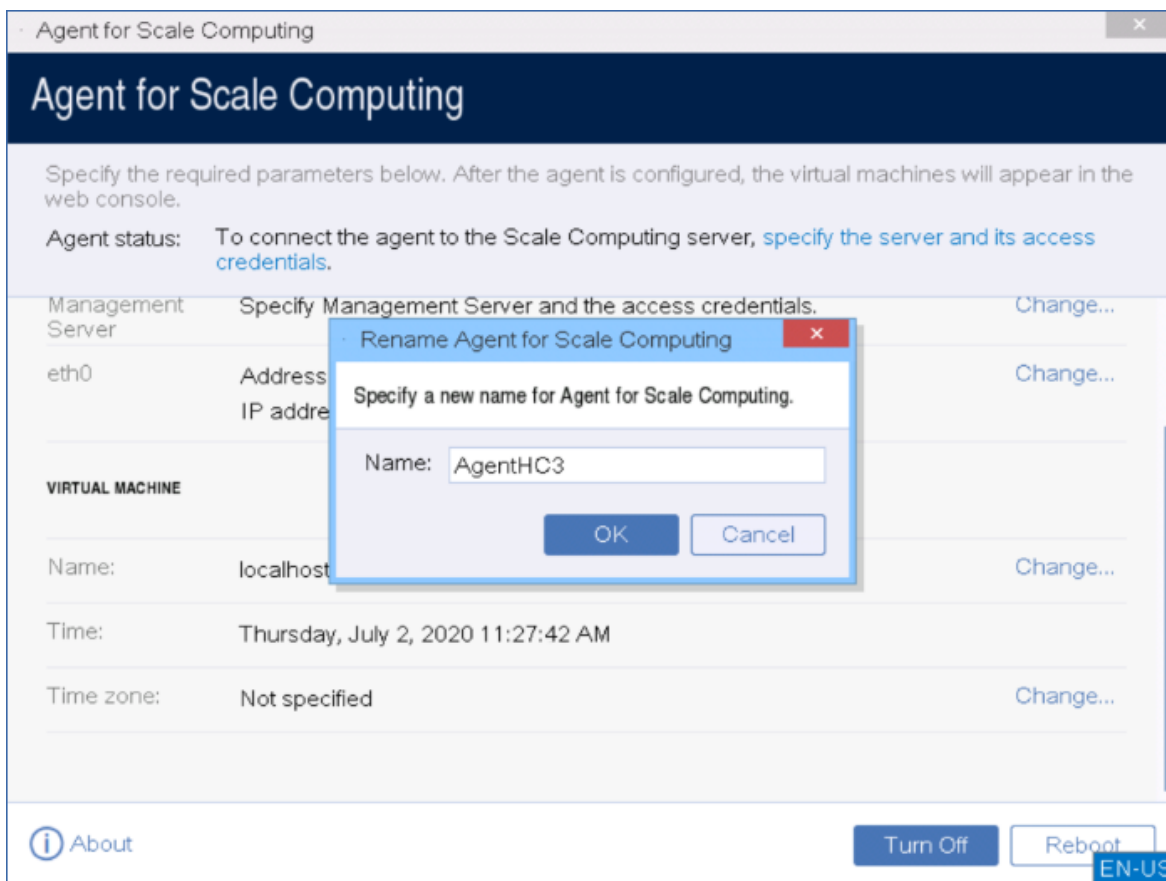 Agent for Scale Computing
Agent for Scale Computing
Specify the required parameters below. After the agent is configured, the virtual machines will appear in the
web console.
Agent status: To connect the agent to the Scale Computing server, specify the server and its access
credentials.
Management Server Specify Management Server and the access credentials. Change...
Rename Agent for Scale Computing
eth0 Address Change...
IP addre
Specify a new name for Agent for Scale Computing.
Name: AgentHC3
OK Cancel
VIRTUAL MACHINE
Name: localhost Change...
Time: Thursday, July 2, 2020 11:27:42 AM
Time zone: Not specified Change...
About Turn Off Reboot
EN-US